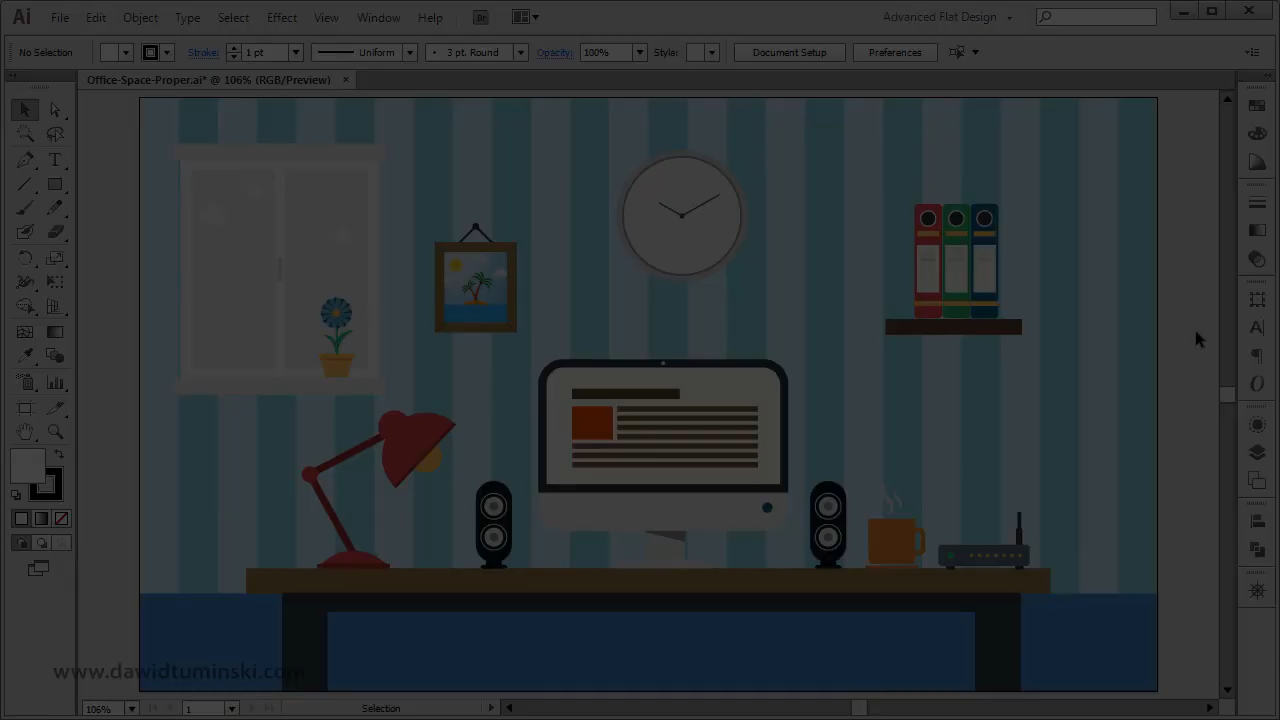 Ai File Edit Object Type Select Effect View Window Help Br Advanced Flat Design
No Selection Stroke: 1 pt Uniform 3 pt. Round Opacity: 100% Style: Document Setup Preferences
Office-Space-Proper.ai* @ 106% (RGB/Preview)
www.dawidtuminski.com
106% 1 Selection